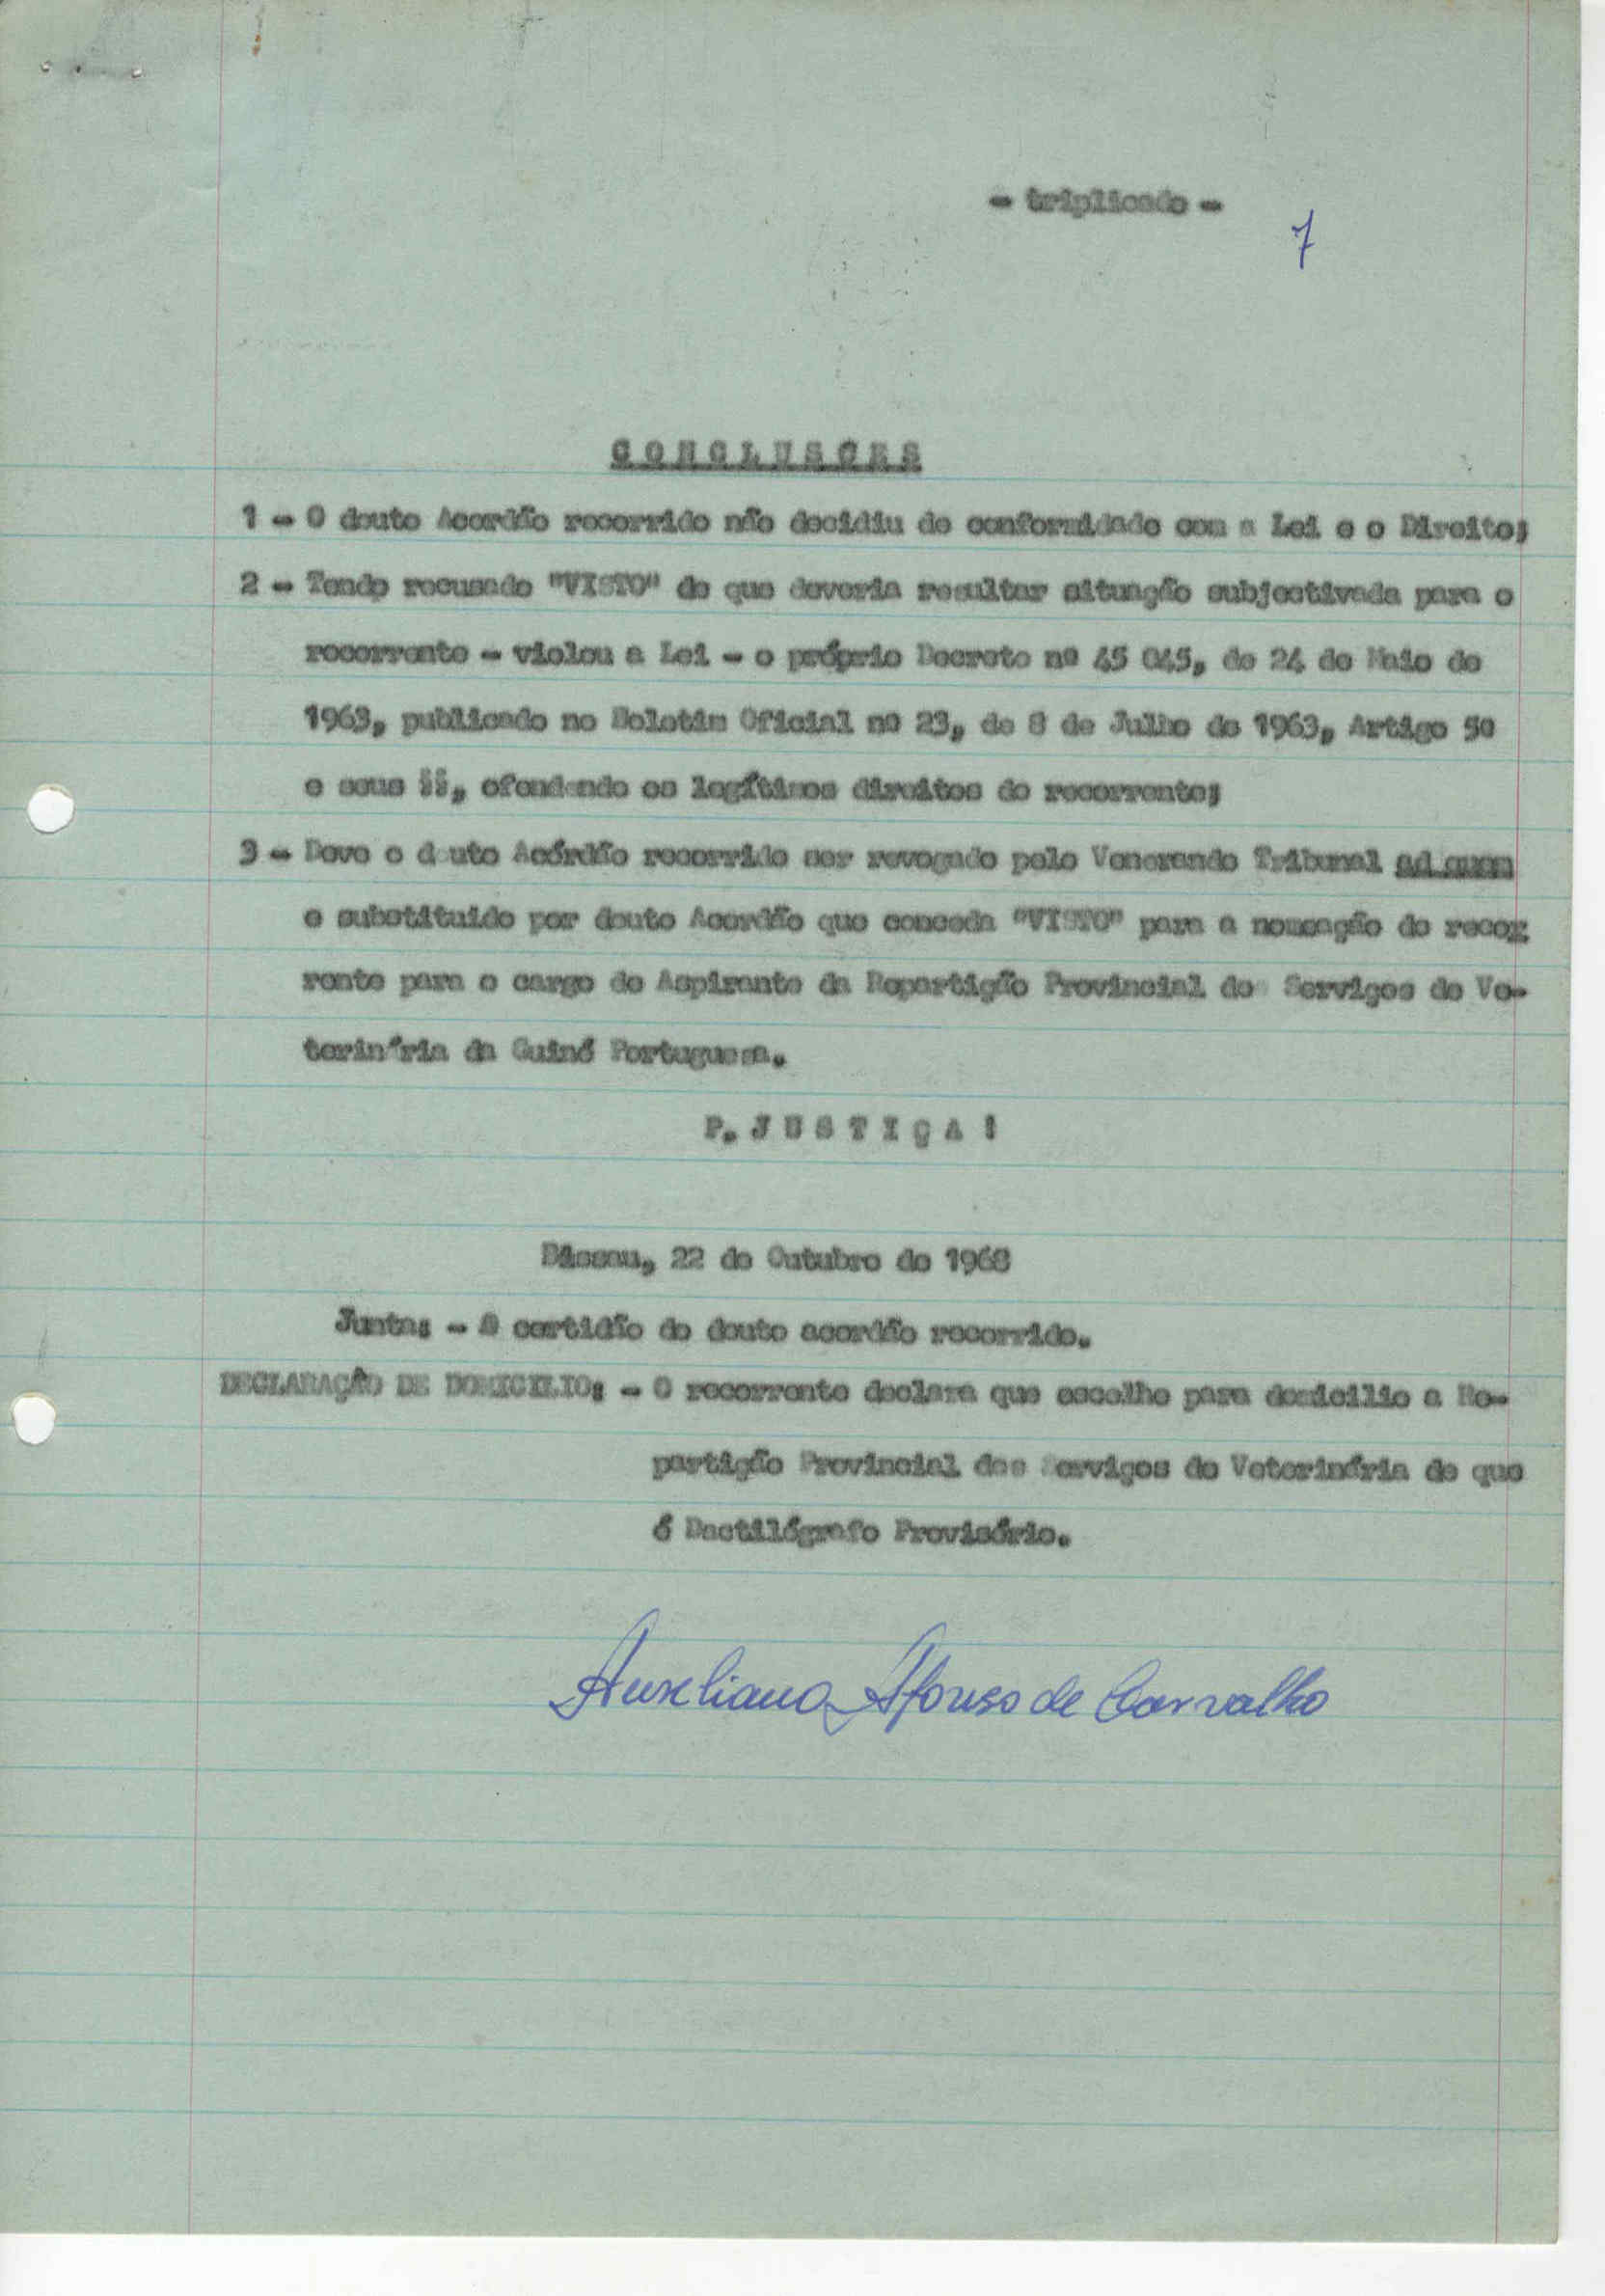 - triplicado -
7
CONCLUSÕES
1 - O douto Acordão recorrido não decidiu de conformidade com a Lei e o Direito;
2 - Tendo recusado "VISTO" de que deveria resultar situação subjectivada para o
recorrente - violou a Lei - o próprio Decreto nº 45 045, de 24 de Maio de
1963, publicado no Boletim Oficial nº 23, de 8 de Julho de 1963, Artigo 5º
e seus §§, ofendendo os legítimos direitos do recorrente;
3 - Deve o douto Acórdão recorrido ser revogado pelo Venerando Tribunal ad quem
e substituido por douto Acordão que conceda "VISTO" para a nomeação do recor
rente para o cargo de Aspirante da Repartição Provincial dos Serviços de Ve-
terinária da Guiné Portuguesa.
P. JUSTIÇA!
Bissau, 22 de Outubro de 1968
Junta: - A certidão do douto acordão recorrido.
DECLARAÇÃO DE DOMICILIO: - O recorrente declara que escolhe para domicilio a Re-
partição Provincial dos Serviços de Veterinária de que
é Dactilógrafo Provisório.
Aureliano Afonso de Carvalho